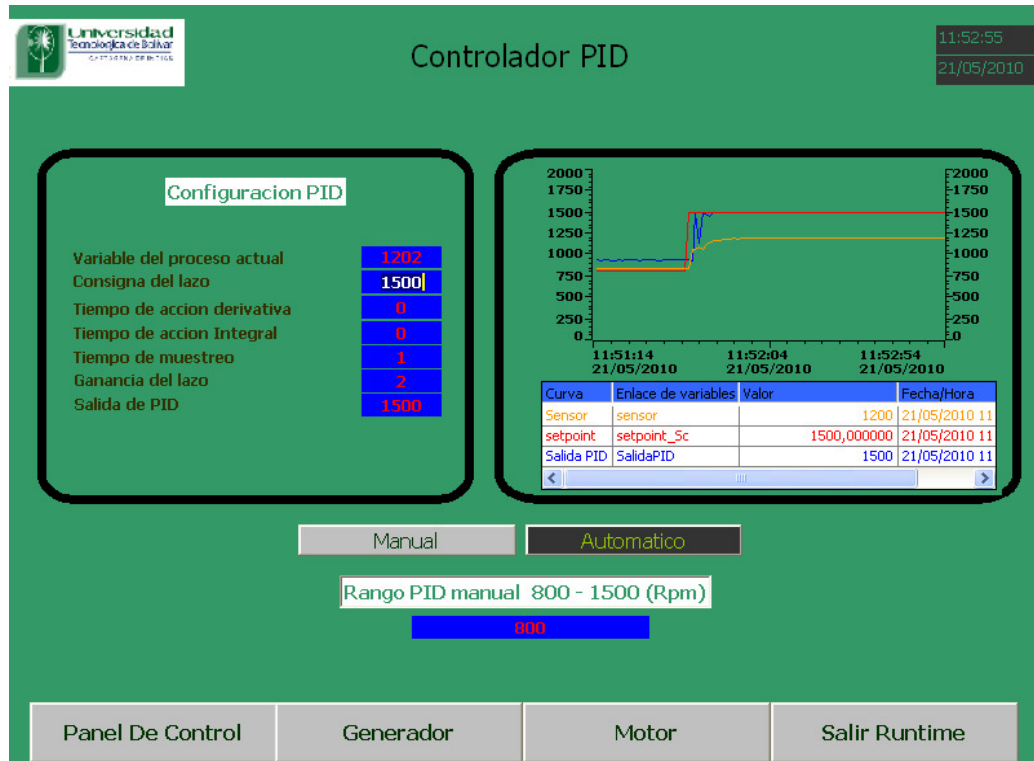 Universidad
Tecnológica de Bolívar
CARTAGENA DE INDIAS
Controlador PID
11:52:55
21/05/2010
Configuracion PID
Variable del proceso actual 1202
Consigna del lazo 1500
Tiempo de accion derivativa 0
Tiempo de accion Integral 0
Tiempo de muestreo 1
Ganancia del lazo 2
Salida de PID 1500
2000 2000
1750 1750
1500 1500
1250 1250
1000 1000
750 750
500 500
250 250
0 0
11:51:14 11:52:04 11:52:54
21/05/2010 21/05/2010 21/05/2010
Curva Enlace de variables Valor Fecha/Hora
Sensor sensor 1200 21/05/2010 11
setpoint setpoint_Sc 1500,000000 21/05/2010 11
Salida PID SalidaPID 1500 21/05/2010 11
Manual Automatico
Rango PID manual 800 - 1500 (Rpm)
800
Panel De Control Generador Motor Salir Runtime